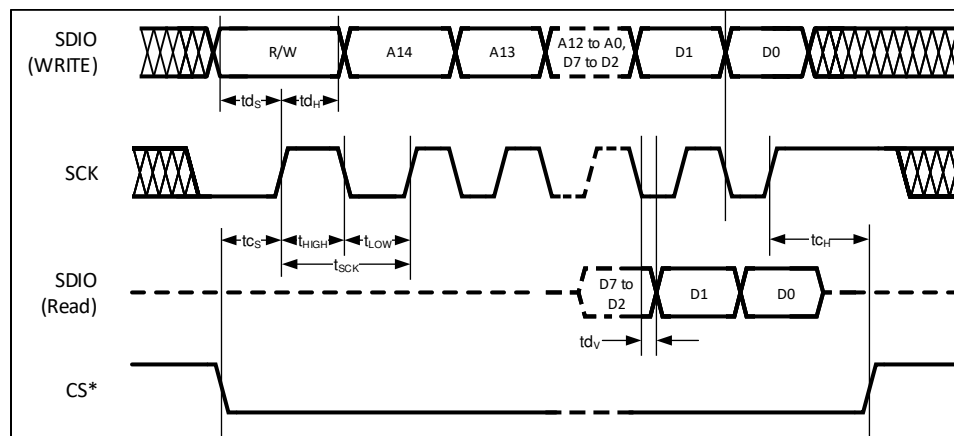 SDIO
(WRITE)
R/W
A14
A13
A12 to A0,
D7 to D2
D1
D0
tdS
tdH
SCK
tcS
tHIGH
tLOW
tcH
tSCK
SDIO
(Read)
D7 to
D2
D1
D0
tdV
CS*